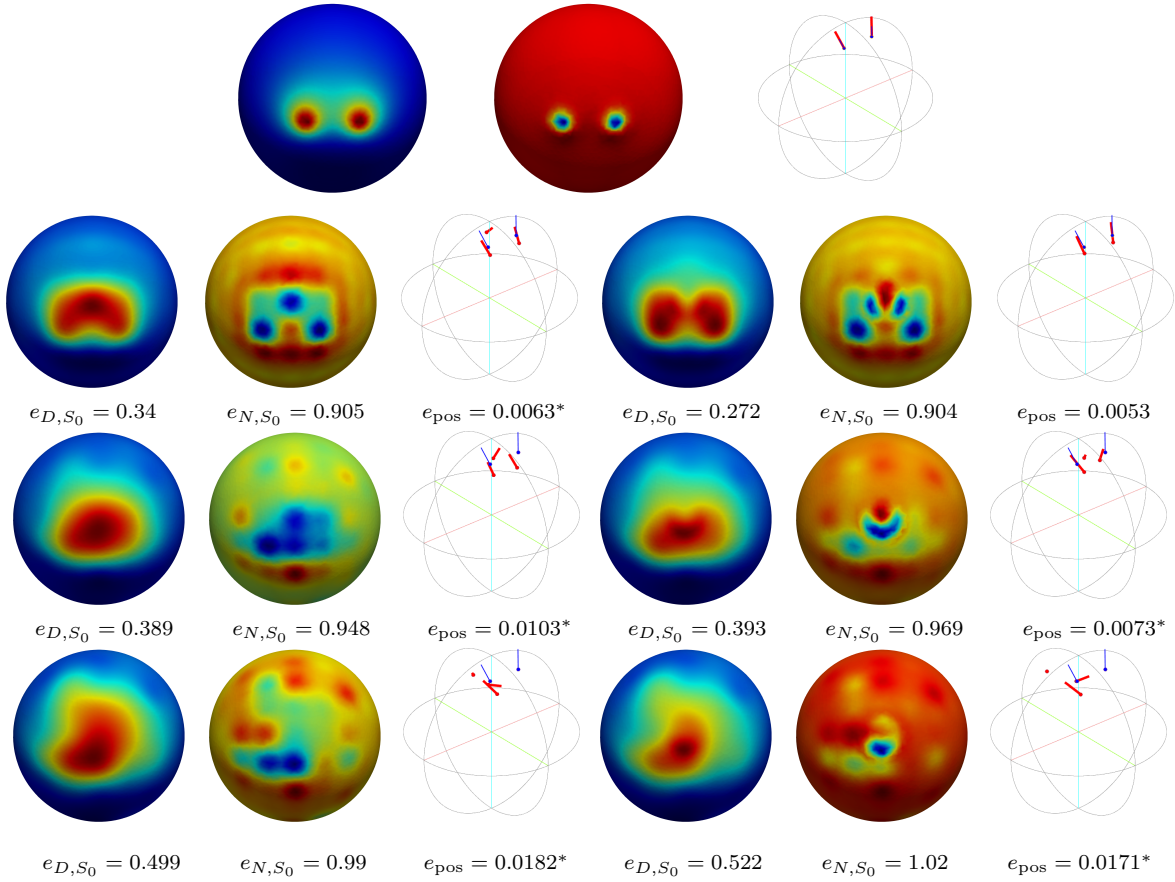 e_{D,S_0} = 0.34 e_{N,S_0} = 0.905 e_{pos} = 0.0063* e_{D,S_0} = 0.272 e_{N,S_0} = 0.904 e_{pos} = 0.0053
e_{D,S_0} = 0.389 e_{N,S_0} = 0.948 e_{pos} = 0.0103* e_{D,S_0} = 0.393 e_{N,S_0} = 0.969 e_{pos} = 0.0073*
e_{D,S_0} = 0.499 e_{N,S_0} = 0.99 e_{pos} = 0.0182* e_{D,S_0} = 0.522 e_{N,S_0} = 1.02 e_{pos} = 0.0171*